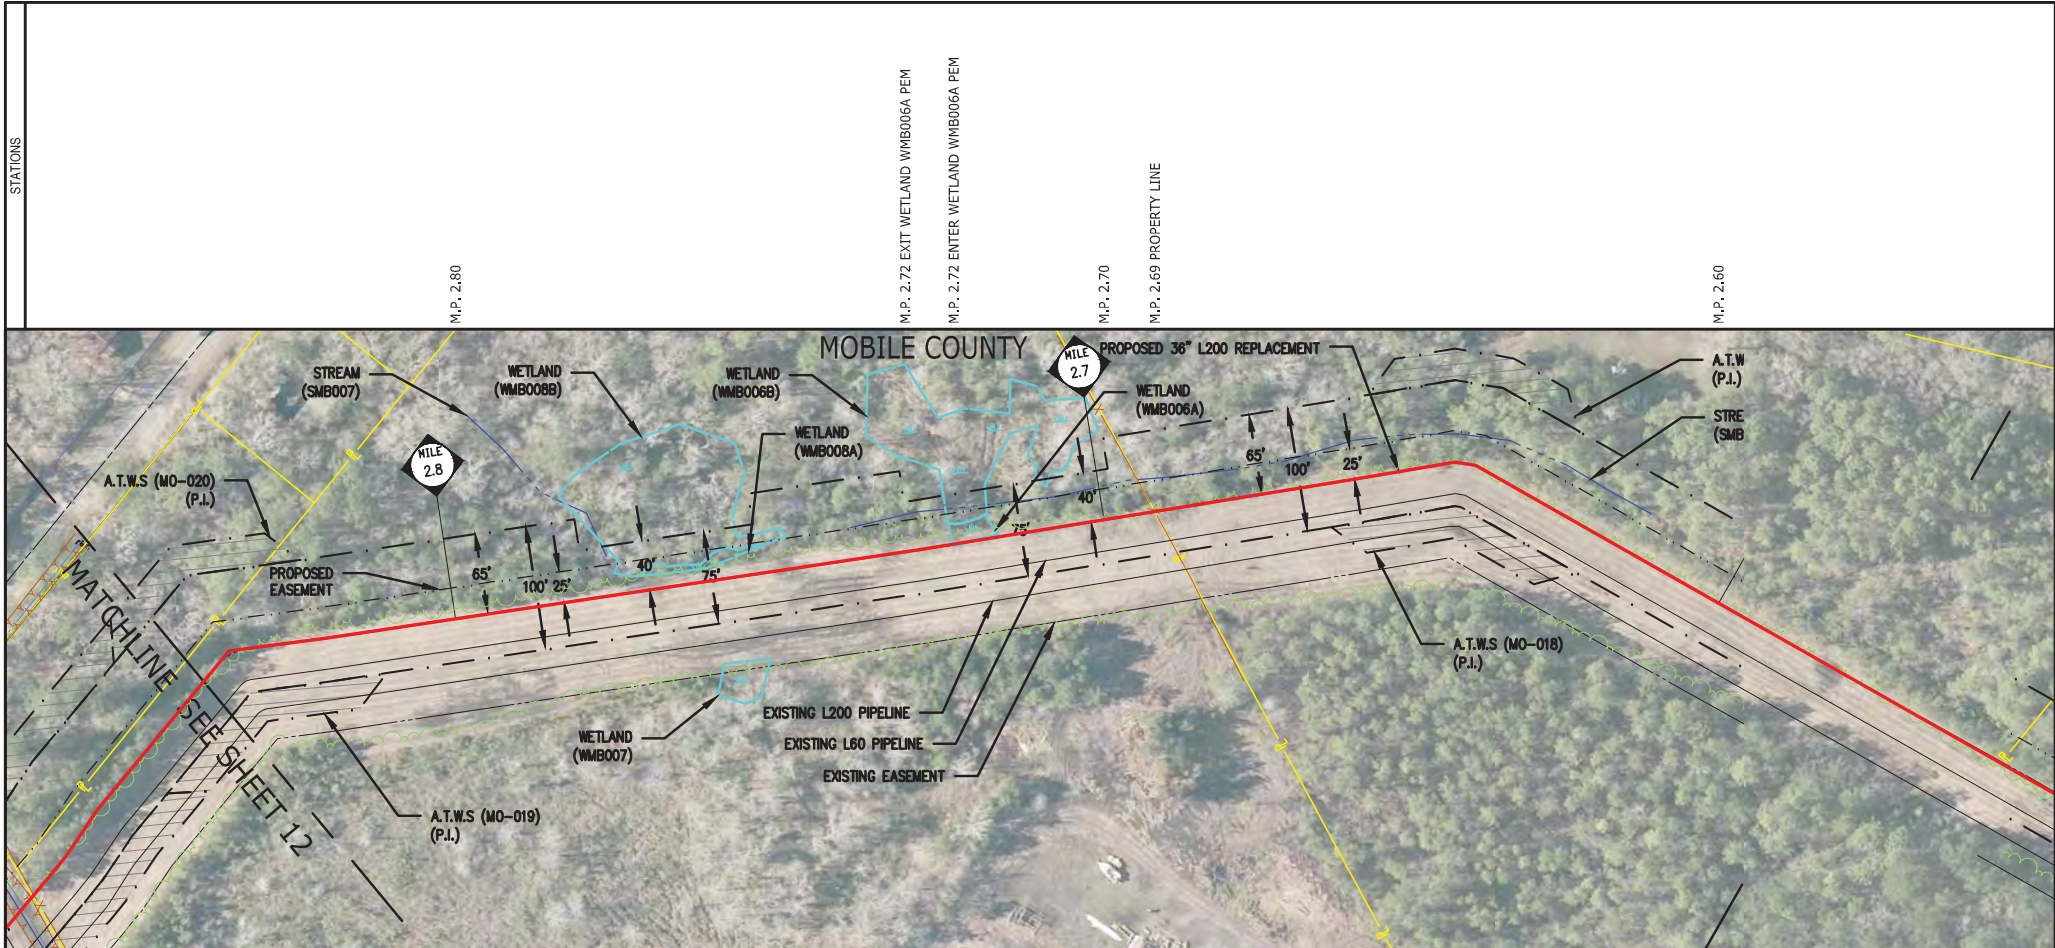 STATIONS
M.P. 2.80
M.P. 2.72 EXIT WETLAND WMB006A PEM
M.P. 2.72 ENTER WETLAND WMB006A PEM
M.P. 2.70
M.P. 2.69 PROPERTY LINE
M.P. 2.60
MOBILE COUNTY
STREAM
(SMB007)
WETLAND
(WMB008B)
WETLAND
(WMB006B)
MILE
2.7
PROPOSED 36" L200 REPLACEMENT
A.T.W
(P.I.)
WETLAND
(WMB006A)
STRE
(SMB
WETLAND
(WMB008A)
MILE
2.8
A.T.W.S (MO-020)
(P.I.)
65'
100'
25'
40'
75'
PROPOSED
EASEMENT
65'
100'
25'
40'
75'
MATCHLINE SEE SHEET 12
A.T.W.S (MO-018)
(P.I.)
EXISTING L200 PIPELINE
WETLAND
(WMB007)
EXISTING L60 PIPELINE
EXISTING EASEMENT
A.T.W.S (MO-019)
(P.I.)